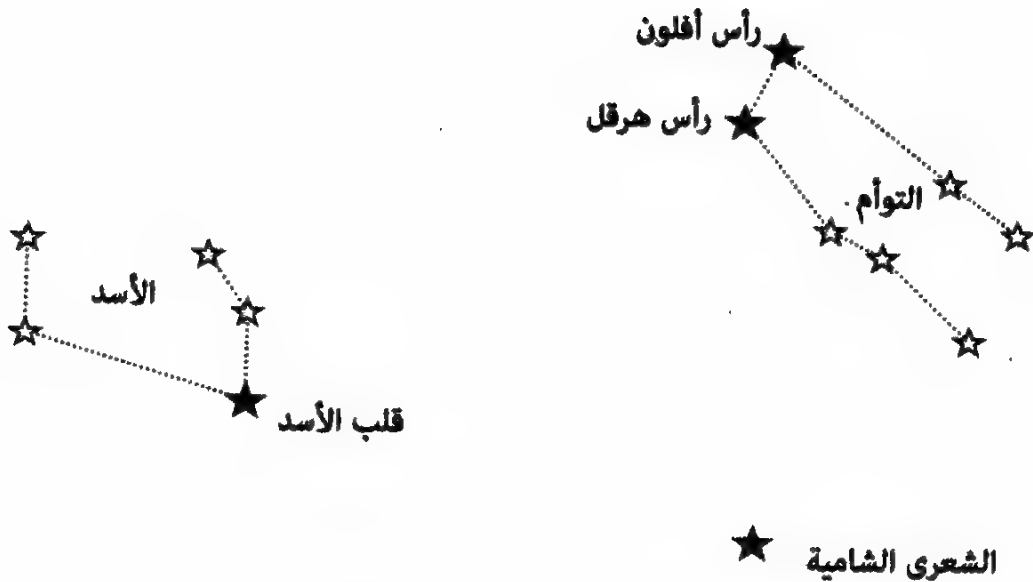 رأس أفلون
رأس هرقل
التوأم
الأسد
قلب الأسد
الشعرى الشامية